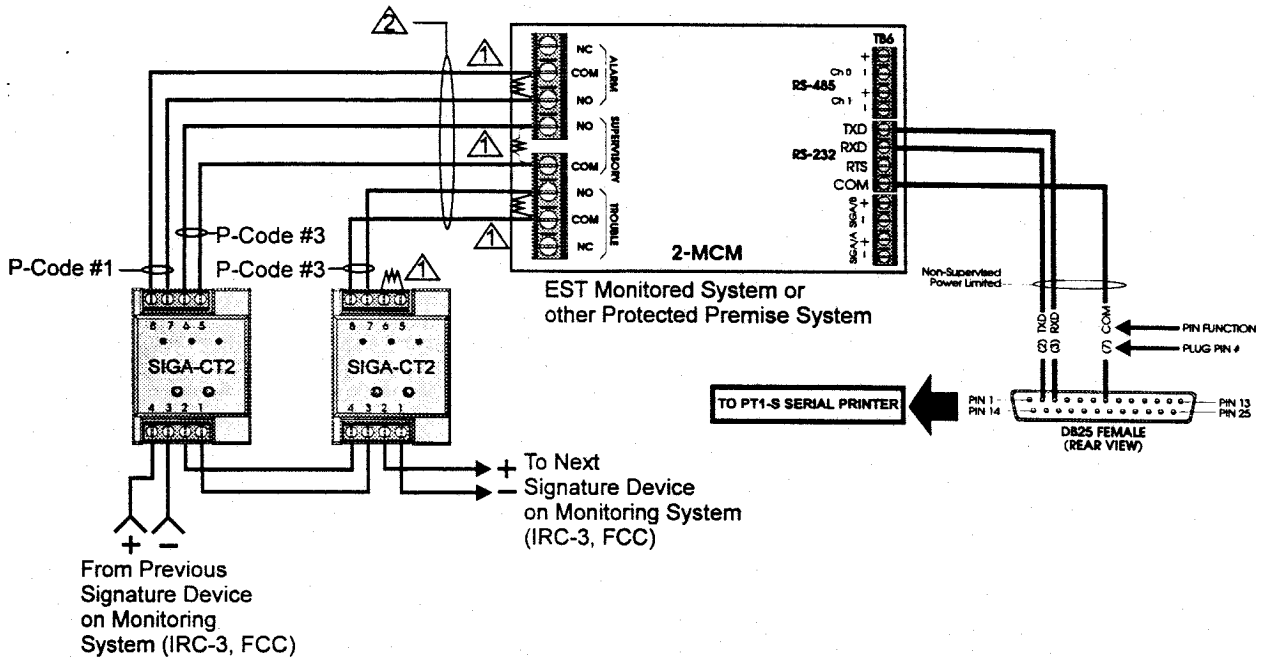 2
1
NC
COM
NO
ALARM
NO
COM
SUPERVISORY
1
NO
COM
NC
TROUBLE
1
2-MCM
TB6
+
Ch 0 -
RS-485
+
Ch 1 -
TXD
RXD
RS-232
RTS
COM
SIGA/B + -
SIGA/A + -
P-Code #3
P-Code #1
P-Code #3
1
EST Monitored System or
other Protected Premise System
Non-Supervised
Power Limited
8 7 6 5
SIGA-CT2
4 3 2 1
8 7 6 5
SIGA-CT2
4 3 2 1
(2) TXD
(3) RXD
(7) COM
PIN FUNCTION
PLUG PIN #
TO PT1-S SERIAL PRINTER
PIN 1
PIN 14
PIN 13
PIN 25
DB25 FEMALE
(REAR VIEW)
+ To Next
- Signature Device
on Monitoring System
(IRC-3, FCC)
+ -
From Previous
Signature Device
on Monitoring
System (IRC-3, FCC)